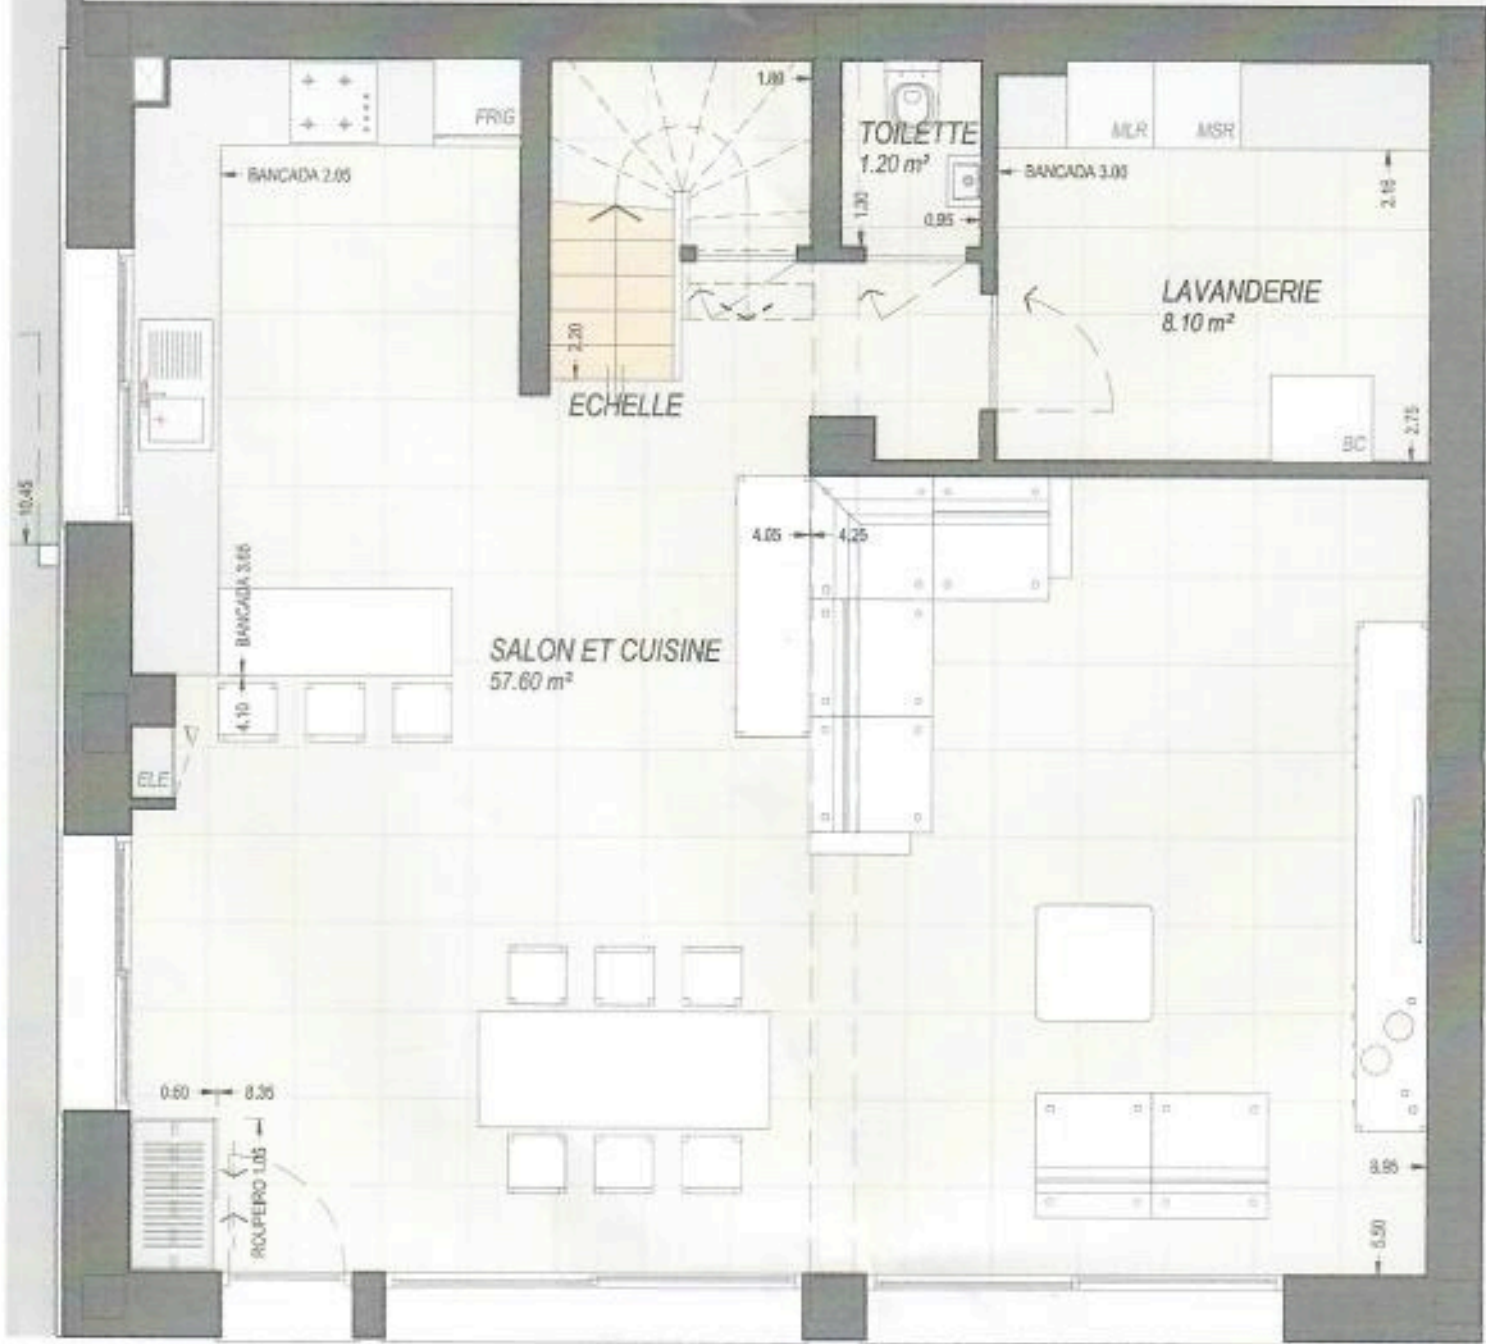 1.80
FRIG
TOILETTE
1.20 m²
MLR
MSR
BANCADA 2.05
BANCADA 3.00
2.16
1.30
0.95
LAVANDERIE
8.10 m²
2.20
ECHELLE
2.75
BC
10.45
4.05
4.25
BANCADA 3.65
SALON ET CUISINE
57.60 m²
4.10
ELE
0.60
8.35
ROUPEIRO 1.05
8.95
5.50